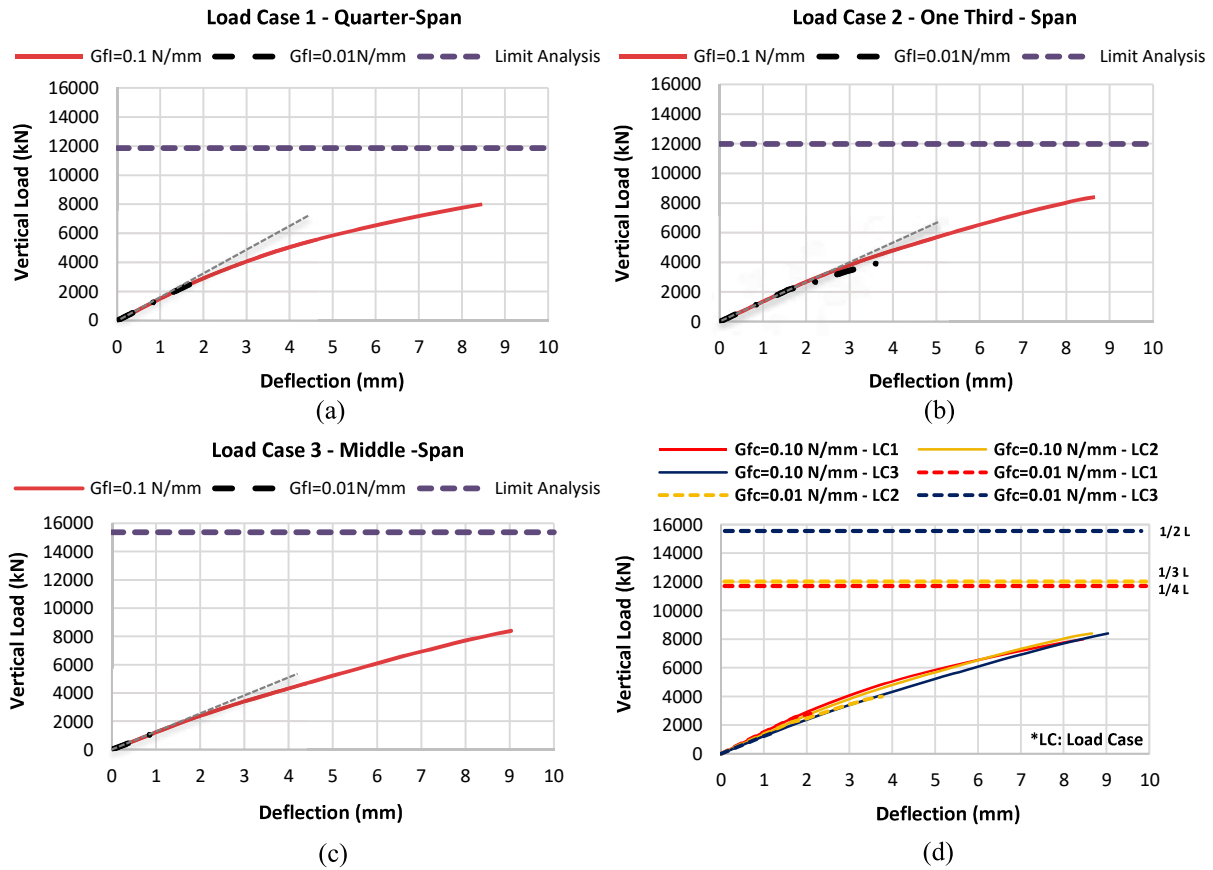 Load Case 1 - Quarter-Span
GfI=0.1 N/mm GfI=0.01N/mm Limit Analysis
16000
14000
12000
10000
8000
6000
4000
2000
0
Vertical Load (kN)
0 1 2 3 4 5 6 7 8 9 10
Deflection (mm)
(a)
Load Case 2 - One Third - Span
GfI=0.1 N/mm GfI=0.01N/mm Limit Analysis
16000
14000
12000
10000
8000
6000
4000
2000
0
Vertical Load (kN)
0 1 2 3 4 5 6 7 8 9 10
Deflection (mm)
(b)
Load Case 3 - Middle -Span
GfI=0.1 N/mm GfI=0.01N/mm Limit Analysis
16000
14000
12000
10000
8000
6000
4000
2000
0
Vertical Load (kN)
0 1 2 3 4 5 6 7 8 9 10
Deflection (mm)
(c)
Gfc=0.10 N/mm - LC1 Gfc=0.10 N/mm - LC2
Gfc=0.10 N/mm - LC3 Gfc=0.01 N/mm - LC1
Gfc=0.01 N/mm - LC2 Gfc=0.01 N/mm - LC3
16000
14000
12000
10000
8000
6000
4000
2000
0
Vertical Load (kN)
1/2 L
1/3 L
1/4 L
*LC: Load Case
0 1 2 3 4 5 6 7 8 9 10
Deflection (mm)
(d)